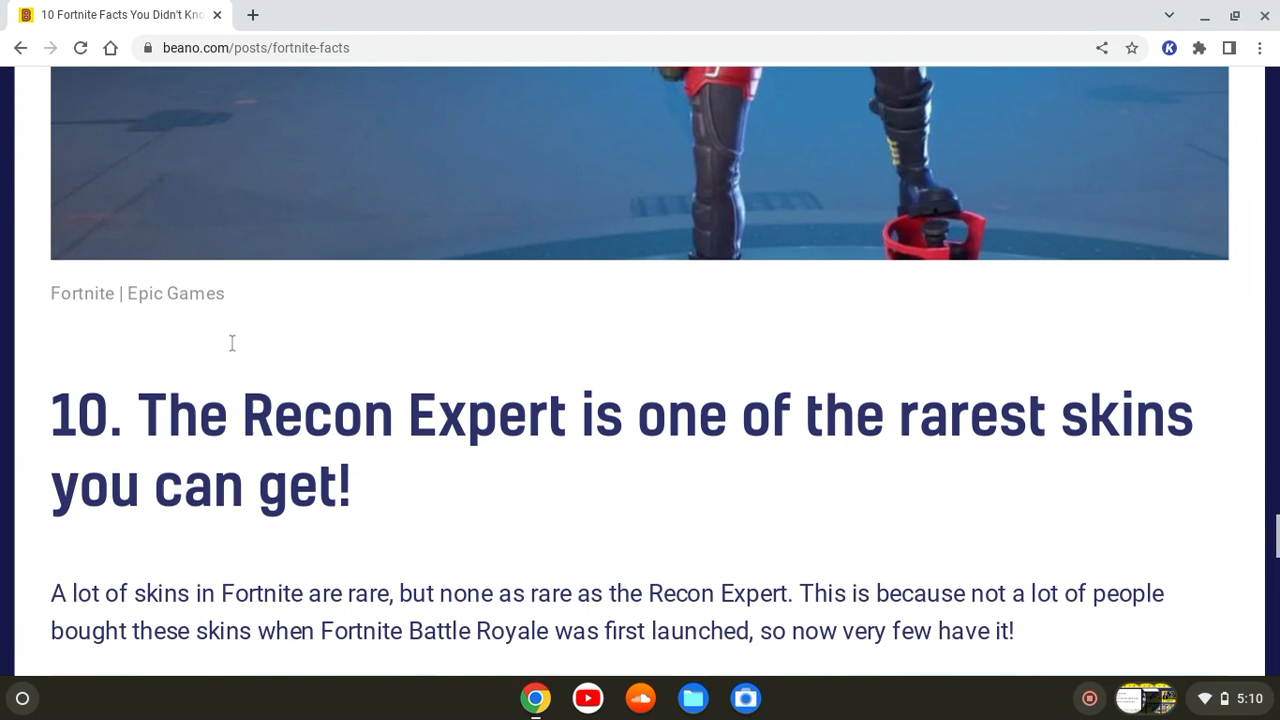 10 Fortnite Facts You Didn't Kno
beano.com/posts/fortnite-facts
Fortnite | Epic Games
10. The Recon Expert is one of the rarest skins
you can get!
A lot of skins in Fortnite are rare, but none as rare as the Recon Expert. This is because not a lot of people
bought these skins when Fortnite Battle Royale was first launched, so now very few have it!
5:10